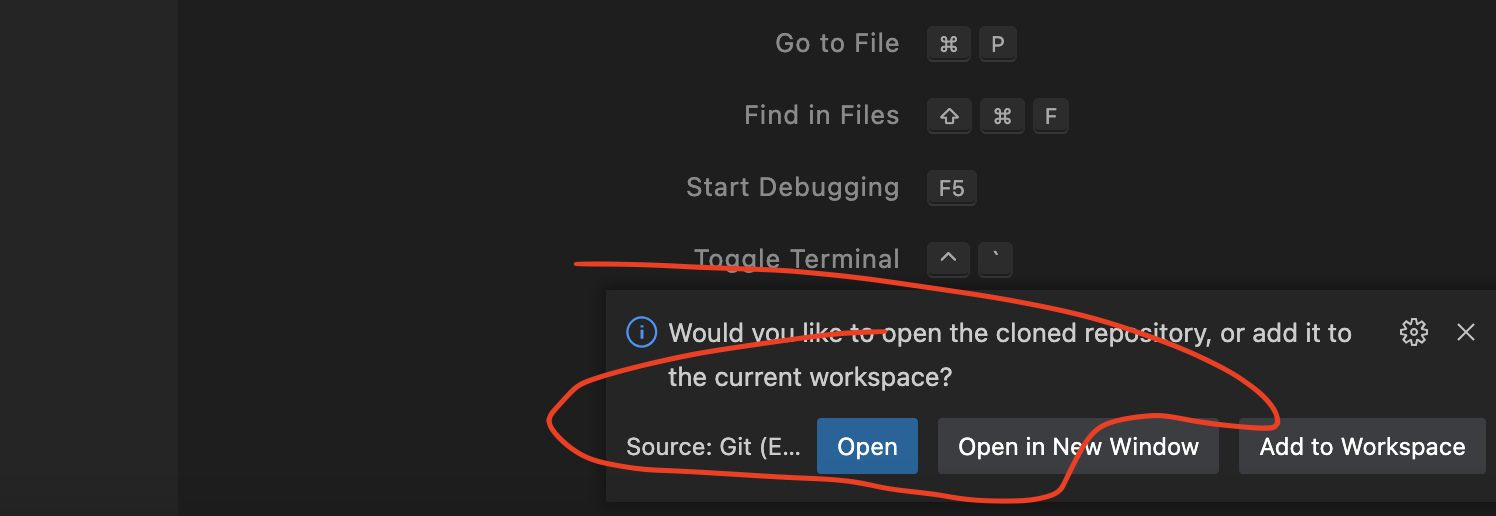 Go to File ⌘ P
Find in Files ⇧ ⌘ F
Start Debugging F5
Toggle Terminal ^ `
Would you like to open the cloned repository, or add it to
the current workspace?
Source: Git (E... Open Open in New Window Add to Workspace